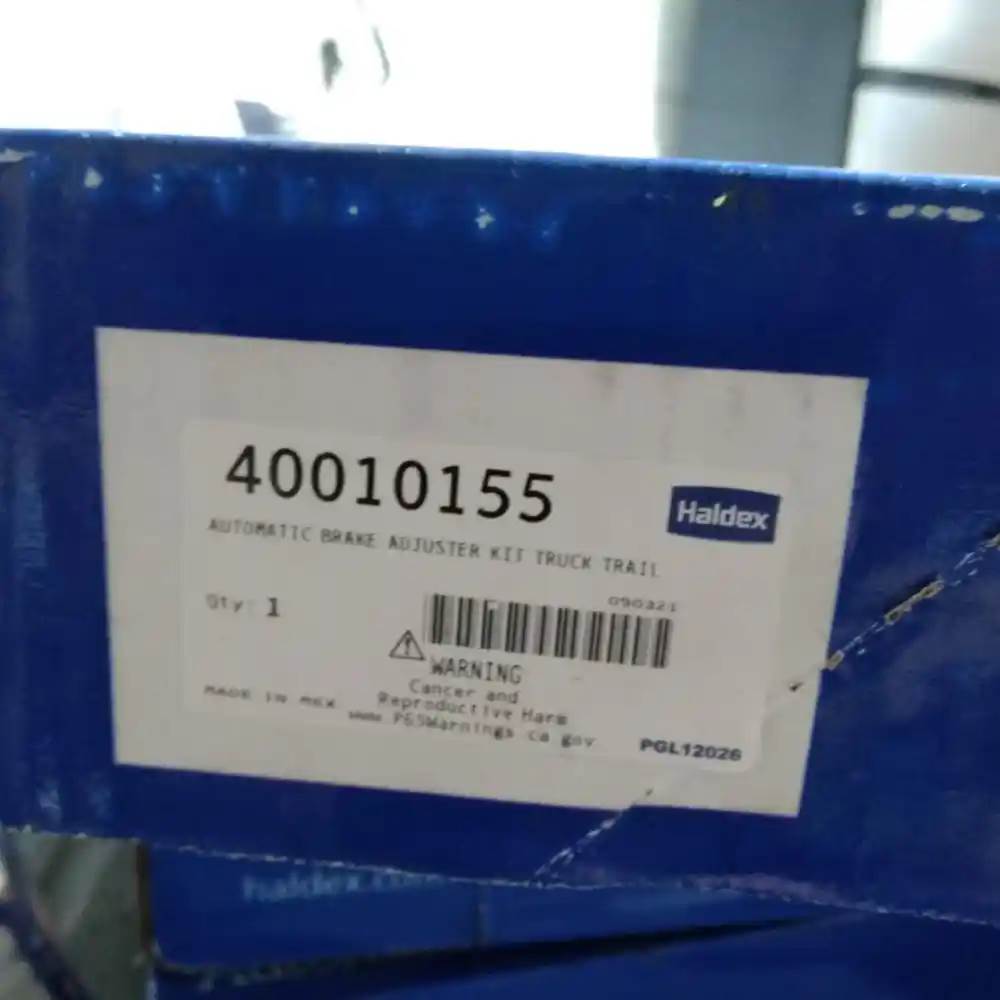 40010155
Haldex
AUTOMATIC BRAKE ADJUSTER KIT TRUCK TRAIL
Qty: 1
090321
WARNING
Cancer and
Reproductive Harm
MADE IN MEX www.P65Warnings.ca.gov
PGL12026
haldex.com